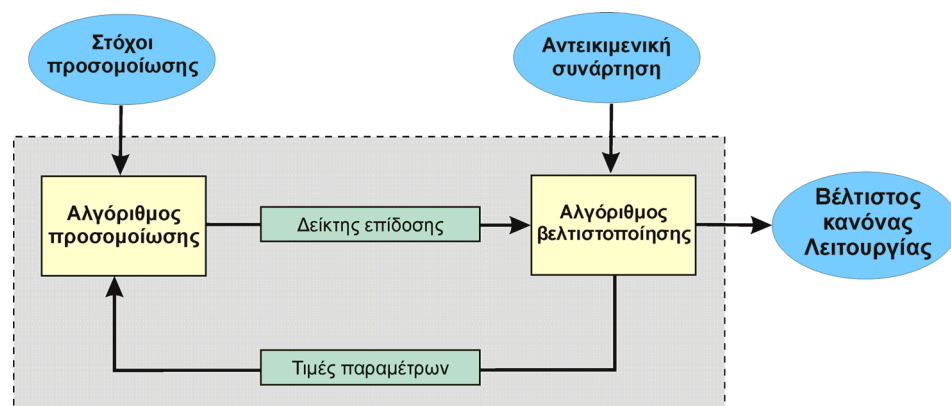 Στόχοι
προσομοίωσης
Αντεικιμενική
συνάρτηση
Αλγόριθμος
προσομοίωσης
Δείκτης επίδοσης
Αλγόριθμος
βελτιστοποίησης
Βέλτιστος
κανόνας
Λειτουργίας
Τιμές παραμέτρων